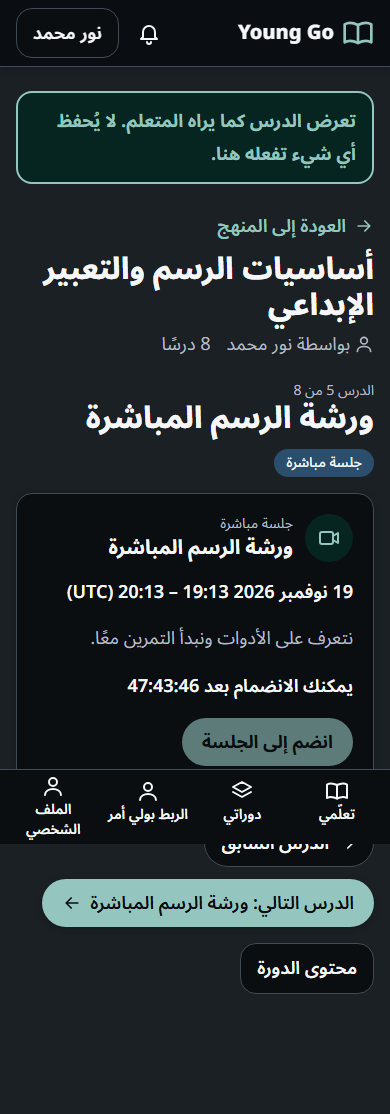 Young Go
نور محمد
تعرض الدرس كما يراه المتعلم. لا يُحفظ
أي شيء تفعله هنا.
العودة إلى المنهج
أساسيات الرسم والتعبير
الإبداعي
بواسطة نور محمد 8 درسًا
الدرس 5 من 8
ورشة الرسم المباشرة
جلسة مباشرة
جلسة مباشرة
ورشة الرسم المباشرة
19 نوفمبر 2026 19:13 – 20:13 (UTC)
نتعرف على الأدوات ونبدأ التمرين معًا.
يمكنك الانضمام بعد 47:43:46
انضم إلى الجلسة
تعلّمي
دوراتي
الربط بولي أمر
الملف
الشخصي
الدرس السابق
الدرس التالي: ورشة الرسم المباشرة
محتوى الدورة